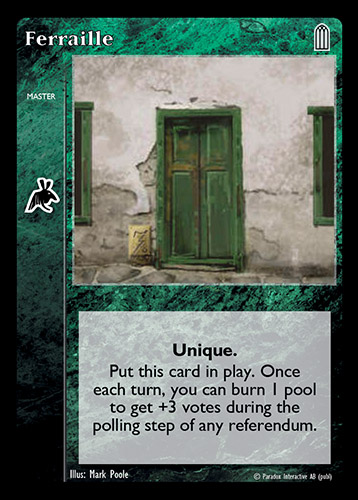 Ferraille
MASTER
Unique.
Put this card in play. Once
each turn, you can burn 1 pool
to get +3 votes during the
polling step of any referendum.
Illus: Mark Poole
© Paradox Interactive AB (publ)